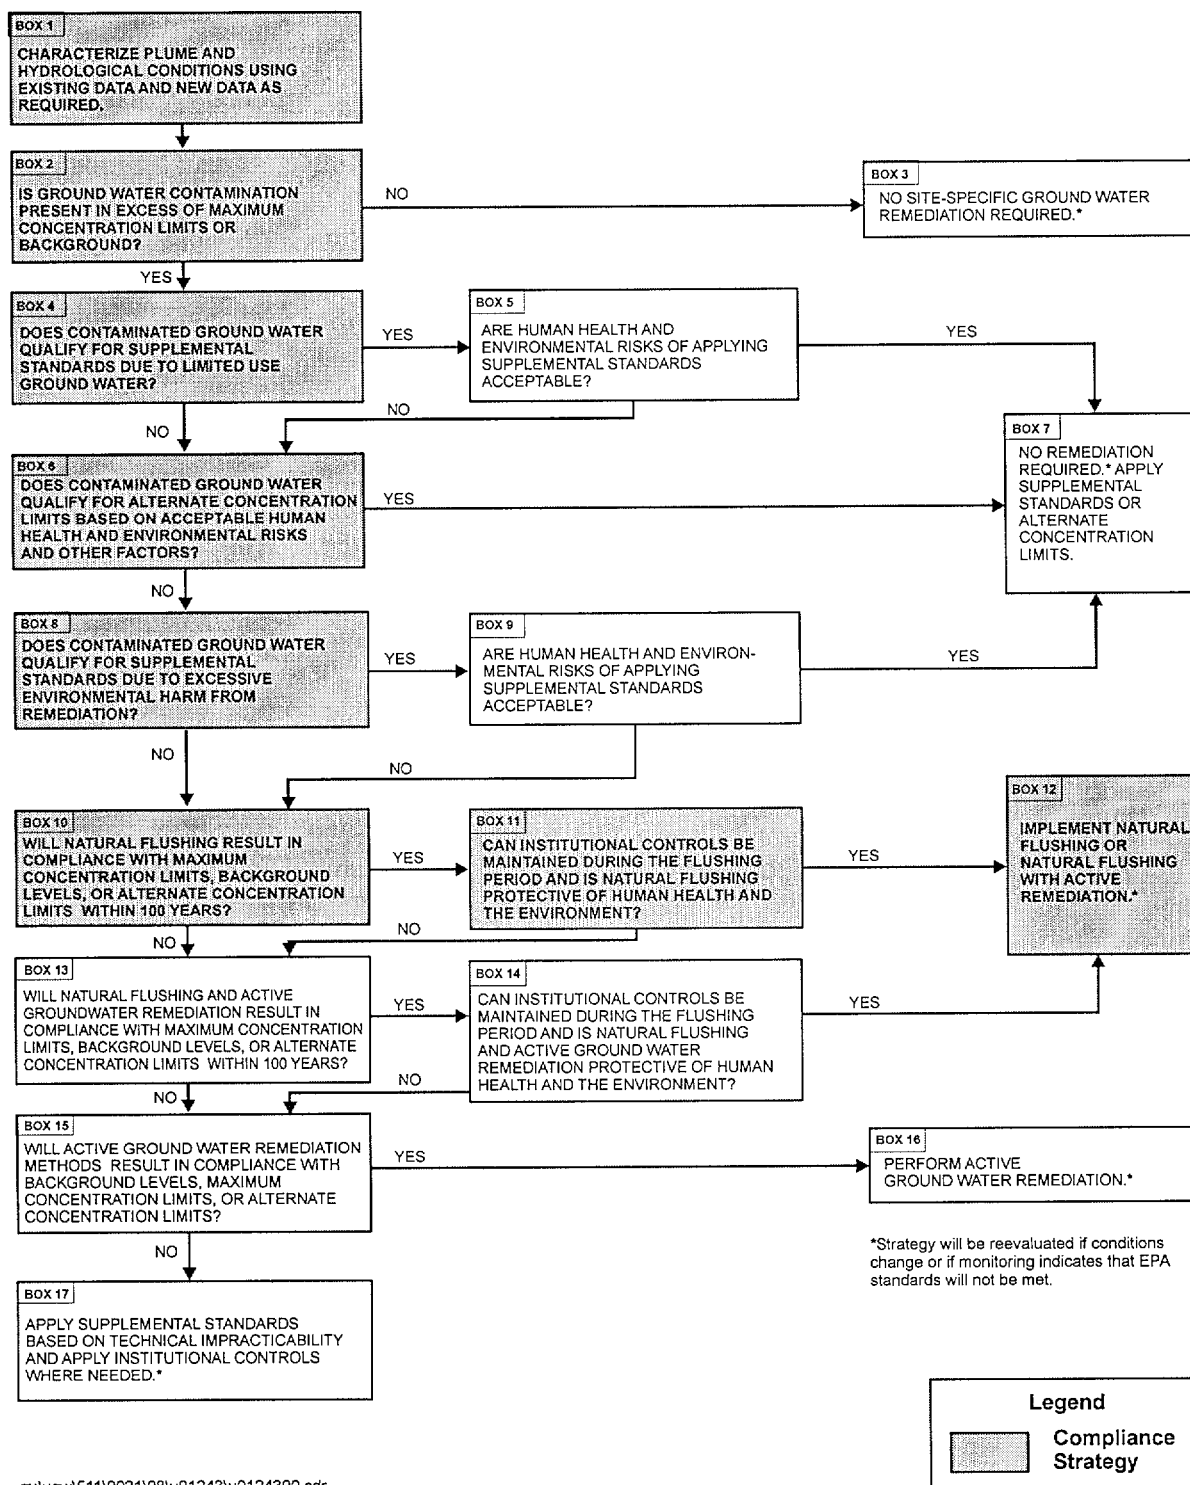 BOX 1
CHARACTERIZE PLUME AND
HYDROLOGICAL CONDITIONS USING
EXISTING DATA AND NEW DATA AS
REQUIRED.
BOX 2
IS GROUND WATER CONTAMINATION
PRESENT IN EXCESS OF MAXIMUM
CONCENTRATION LIMITS OR
BACKGROUND?
NO
BOX 3
NO SITE-SPECIFIC GROUND WATER
REMEDIATION REQUIRED.*
YES
BOX 4
DOES CONTAMINATED GROUND WATER
QUALIFY FOR SUPPLEMENTAL
STANDARDS DUE TO LIMITED USE
GROUND WATER?
YES
BOX 5
ARE HUMAN HEALTH AND
ENVIRONMENTAL RISKS OF APPLYING
SUPPLEMENTAL STANDARDS
ACCEPTABLE?
YES
NO
NO
BOX 6
DOES CONTAMINATED GROUND WATER
QUALIFY FOR ALTERNATE CONCENTRATION
LIMITS BASED ON ACCEPTABLE HUMAN
HEALTH AND ENVIRONMENTAL RISKS
AND OTHER FACTORS?
YES
BOX 7
NO REMEDIATION
REQUIRED.* APPLY
SUPPLEMENTAL
STANDARDS OR
ALTERNATE
CONCENTRATION
LIMITS.
NO
BOX 8
DOES CONTAMINATED GROUND WATER
QUALIFY FOR SUPPLEMENTAL
STANDARDS DUE TO EXCESSIVE
ENVIRONMENTAL HARM FROM
REMEDIATION?
YES
BOX 9
ARE HUMAN HEALTH AND ENVIRON-
MENTAL RISKS OF APPLYING
SUPPLEMENTAL STANDARDS
ACCEPTABLE?
YES
NO
NO
BOX 10
WILL NATURAL FLUSHING RESULT IN
COMPLIANCE WITH MAXIMUM
CONCENTRATION LIMITS, BACKGROUND
LEVELS, OR ALTERNATE CONCENTRATION
LIMITS WITHIN 100 YEARS?
YES
BOX 11
CAN INSTITUTIONAL CONTROLS BE
MAINTAINED DURING THE FLUSHING
PERIOD AND IS NATURAL FLUSHING
PROTECTIVE OF HUMAN HEALTH AND
THE ENVIRONMENT?
YES
BOX 12
IMPLEMENT NATURAL
FLUSHING OR
NATURAL FLUSHING
WITH ACTIVE
REMEDIATION.*
NO
NO
BOX 13
WILL NATURAL FLUSHING AND ACTIVE
GROUNDWATER REMEDIATION RESULT IN
COMPLIANCE WITH MAXIMUM CONCENTRATION
LIMITS, BACKGROUND LEVELS, OR ALTERNATE
CONCENTRATION LIMITS WITHIN 100 YEARS?
YES
BOX 14
CAN INSTITUTIONAL CONTROLS BE
MAINTAINED DURING THE FLUSHING
PERIOD AND IS NATURAL FLUSHING
AND ACTIVE GROUND WATER
REMEDIATION PROTECTIVE OF HUMAN
HEALTH AND THE ENVIRONMENT?
YES
NO
NO
BOX 15
WILL ACTIVE GROUND WATER REMEDIATION
METHODS RESULT IN COMPLIANCE WITH
BACKGROUND LEVELS, MAXIMUM
CONCENTRATION LIMITS, OR ALTERNATE
CONCENTRATION LIMITS?
YES
BOX 16
PERFORM ACTIVE
GROUND WATER REMEDIATION.*
NO
*Strategy will be reevaluated if conditions
change or if monitoring indicates that EPA
standards will not be met.
BOX 17
APPLY SUPPLEMENTAL STANDARDS
BASED ON TECHNICAL IMPRACTICABILITY
AND APPLY INSTITUTIONAL CONTROLS
WHERE NEEDED.*
Legend
Compliance
Strategy